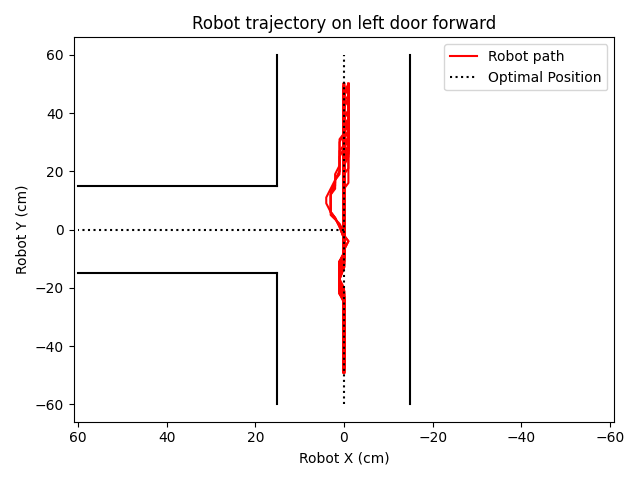 Robot trajectory on left door forward
Robot path
Optimal Position
Robot Y (cm)
60
40
20
0
−20
−40
−60
60
40
20
0
−20
−40
−60
Robot X (cm)